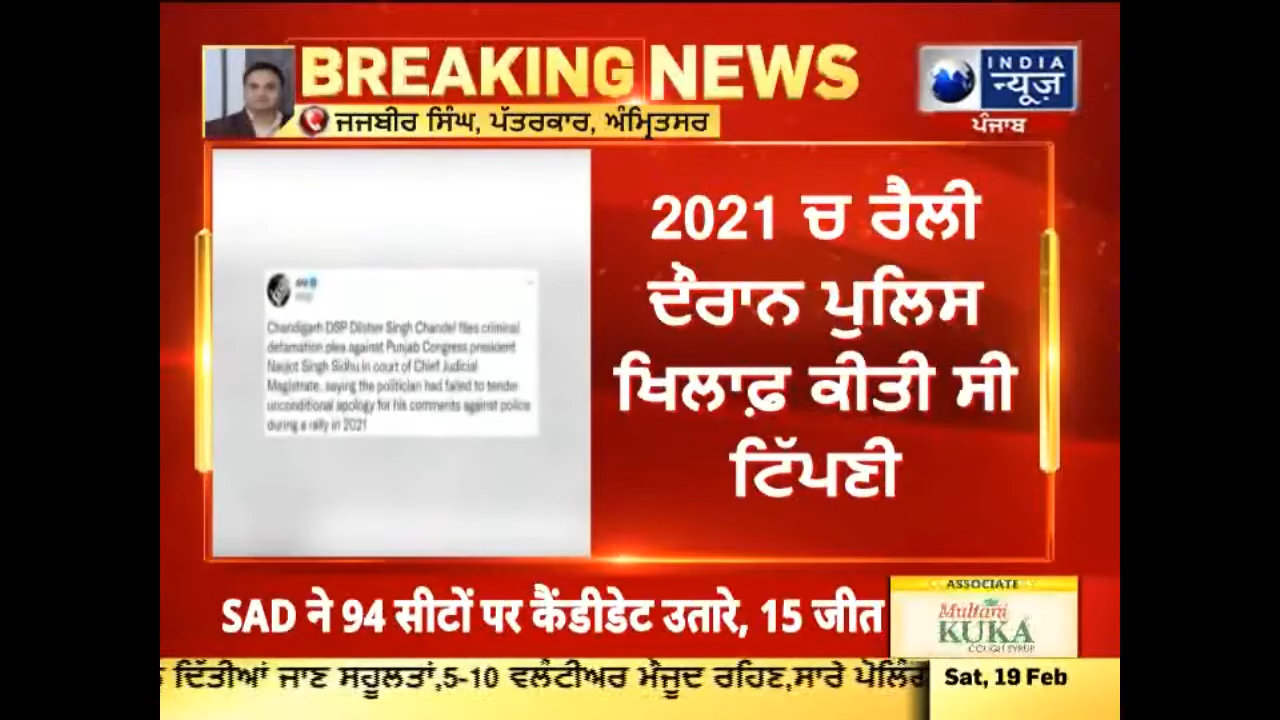 BREAKING NEWS
ਜਜਬੀਰ ਸਿੰਘ, ਪੱਤਰਕਾਰ, ਅੰਮ੍ਰਿਤਸਰ
INDIA
न्यूज़
ਪੰਜਾਬ
Chandigarh DSP Dilsher Singh Chandel files criminal
defamation plea against Punjab Congress president
Navjot Singh Sidhu in court of Chief Judicial
Magistrate, saying the politician had failed to tender
unconditional apology for his comments against police
during a rally in 2021
2021 ਚ ਰੈਲੀ
ਦੌਰਾਨ ਪੁਲਿਸ
ਖਿਲਾਫ਼ ਕੀਤੀ ਸੀ
ਟਿੱਪਣੀ
SAD ने 94 सीटों पर कैंडीडेट उतारे, 15 जीत
ASSOCIATE
Multani
KUKA
COUGH SYRUP
ਦਿੱਤੀਆਂ ਜਾਣ ਸਹੂਲਤਾਂ,5-10 ਵਲੰਟੀਅਰ ਮੌਜੂਦ ਰਹਿਣ,ਸਾਰੇ ਪੋਲਿੰਗ
Sat, 19 Feb